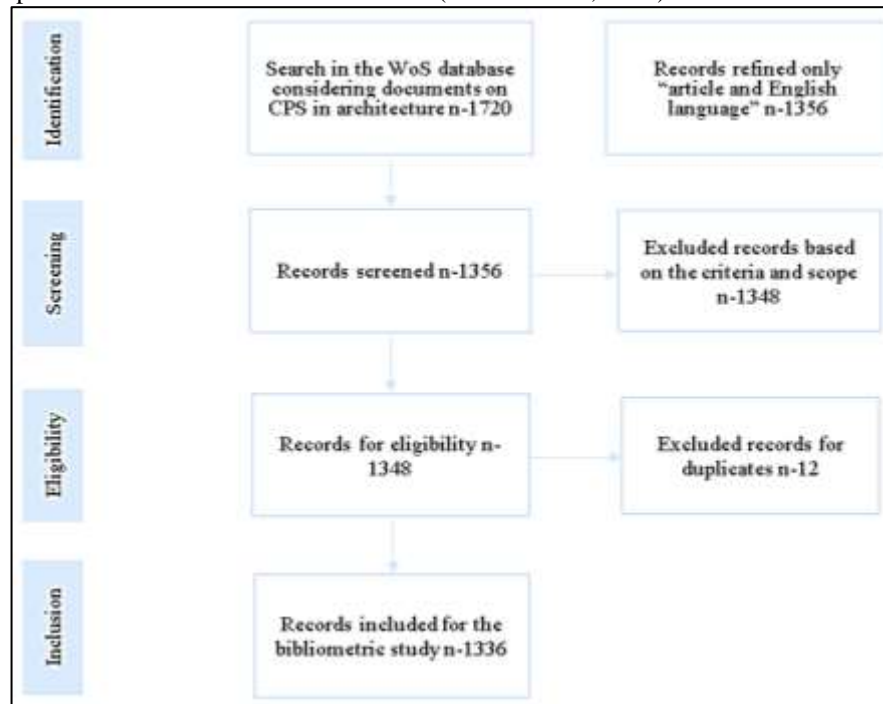 Identification
Search in the WoS database
considering documents on
CPS in architecture n-1720
Records refined only
“article and English
language” n-1356
Screening
Records screened n-1356
Excluded records based
on the criteria and scope
n-1348
Eligibility
Records for eligibility n-
1348
Excluded records for
duplicates n-12
Inclusion
Records included for the
bibliometric study n-1336